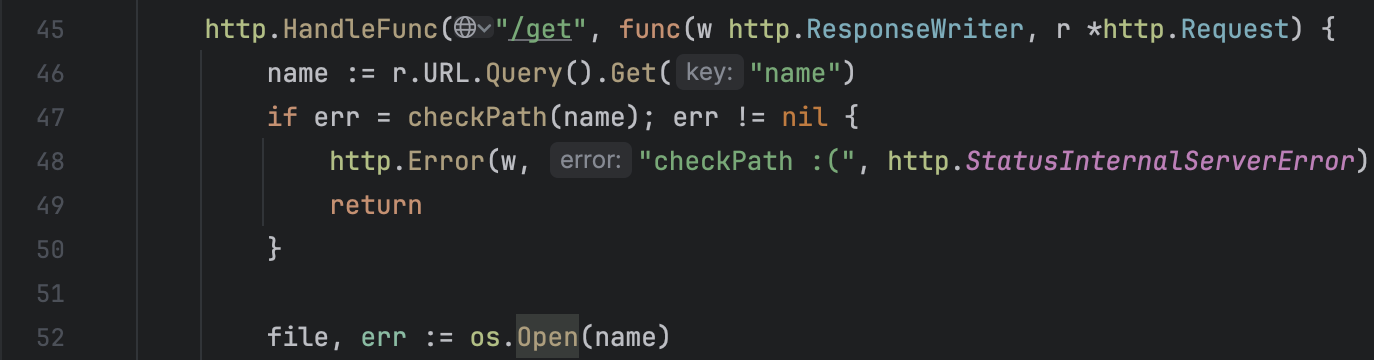 45 http.HandleFunc("/get", func(w http.ResponseWriter, r *http.Request) {
46 name := r.URL.Query().Get( key: "name")
47 if err = checkPath(name); err != nil {
48 http.Error(w, error: "checkPath :(", http.StatusInternalServerError)
49 return
50 }
51
52 file, err := os.Open(name)